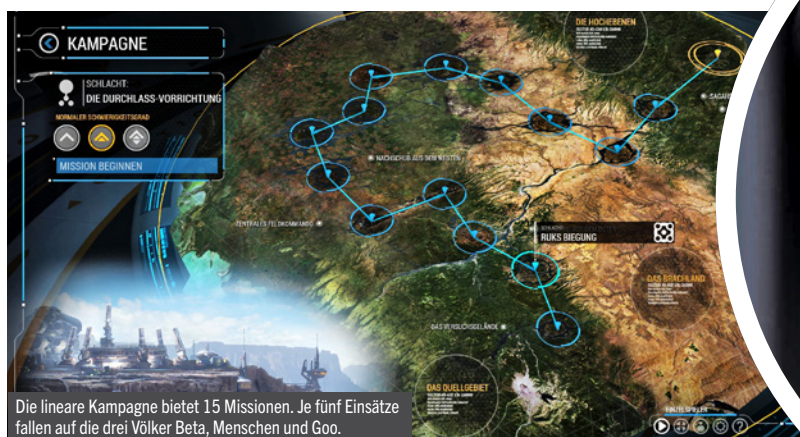 KAMPAGNE
SCHLACHT:
DIE DURCHLASS-VORRICHTUNG
NORMALER SCHWIERIGKEITSGRAD
MISSION BEGINNEN
DIE HOCHEBENEN
NACHSCHUB AUS DEM WESTEN
ZENTRALES FELDKOMMANDO
SCHLACHT
RUKS BIEGUNG
DAS BRACHLAND
DAS VERSUCHSGELÄNDE
DAS QUELLGEBIET
EINZELSPIELER
Die lineare Kampagne bietet 15 Missionen. Je fünf Einsätze
fallen auf die drei Völker Beta, Menschen und Goo.